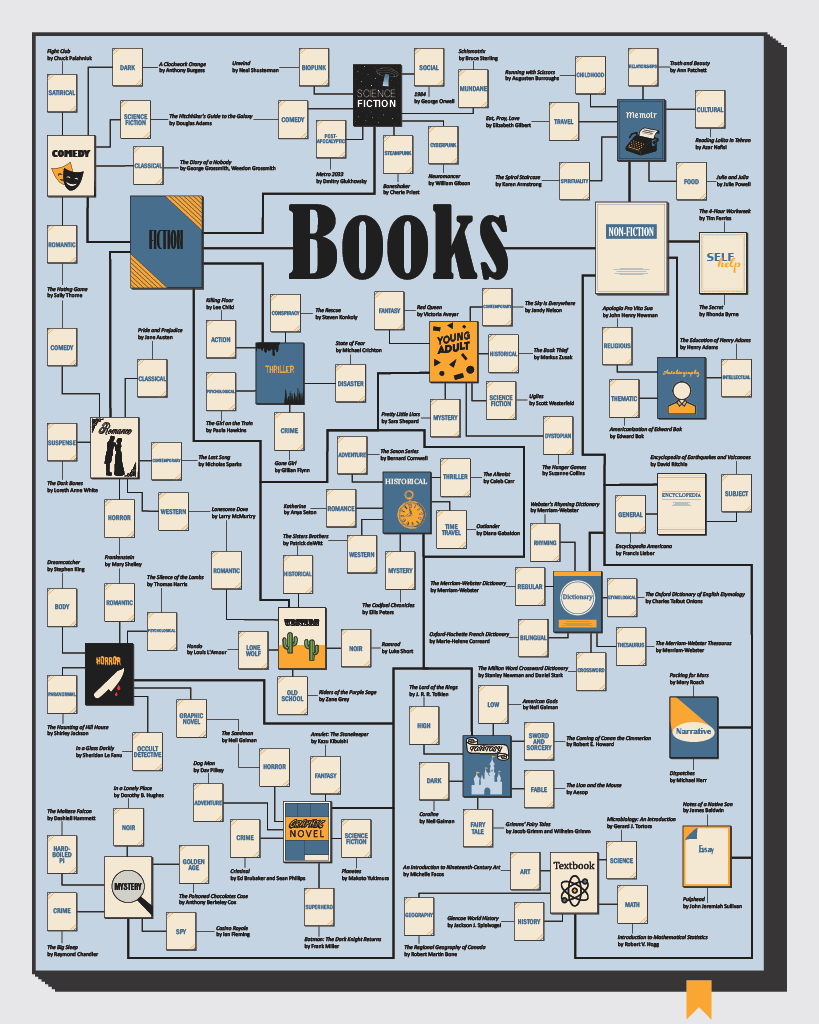 Books
FICTION
NON-FICTION
COMEDY
SATIRICAL
Fight Club
by Chuck Palahniuk
DARK
A Clockwork Orange
by Anthony Burgess
SCIENCE
FICTION
The Hitchhiker's Guide to the Galaxy
by Douglas Adams
COMEDY
CLASSICAL
The Diary of a Nobody
by George Grossmith, Weedon Grossmith
ROMANTIC
The Hating Game
by Sally Thorne
SCIENCE
FICTION
Unwind
by Neal Shusterman
BIOPUNK
SOCIAL
1984
by George Orwell
Schismatrix
by Bruce Sterling
MUNDANE
POST-
APOCALYPTIC
Metro 2033
by Dmitry Glukhovsky
STEAMPUNK
Boneshaker
by Cherie Priest
CYBERPUNK
Neuromancer
by William Gibson
memoir
Running with Scissors
by Augusten Burroughs
CHILDHOOD
RELATIONSHIPS
Truth and Beauty
by Ann Patchett
Eat, Pray, Love
by Elizabeth Gilbert
TRAVEL
CULTURAL
Reading Lolita in Tehran
by Azar Nafisi
The Spiral Staircase
by Karen Armstrong
SPIRITUALITY
FOOD
Julie and Julia
by Julie Powell
The 4-Hour Workweek
by Tim Ferriss
SELF
help
The Secret
by Rhonda Byrne
COMEDY
Pride and Prejudice
by Jane Austen
CLASSICAL
Romance
SUSPENSE
The Dark Bones
by Loreth Anne White
CONTEMPORARY
The Last Song
by Nicholas Sparks
HORROR
WESTERN
Lonesome Dove
by Larry McMurtry
ROMANTIC
Killing Floor
by Lee Child
ACTION
CONSPIRACY
The Rescue
by Steven Konkoly
THRILLER
State of Fear
by Michael Crichton
DISASTER
PSYCHOLOGICAL
The Girl on the Train
by Paula Hawkins
CRIME
Gone Girl
by Gillian Flynn
FANTASY
Red Queen
by Victoria Aveyar
CONTEMPORARY
The Sky is Everywhere
by Jandy Nelson
YOUNG
ADULT
HISTORICAL
The Book Thief
by Markus Zusak
SCIENCE
FICTION
Uglies
by Scott Westerfeld
Pretty Little Liars
by Sara Shepard
MYSTERY
DYSTOPIAN
The Hunger Games
by Suzanne Collins
Apologia Pro Vita Sua
by John Henry Newman
RELIGIOUS
The Education of Henry Adams
by Henry Adams
INTELLECTUAL
Autobiography
THEMATIC
Americanization of Edward Bok
by Edward Bok
Encyclopedia of Earthquakes and Volcanoes
by David Ritchie
ENCYCLOPEDIA
SUBJECT
GENERAL
Encyclopedia Americana
by Francis Lieber
ADVENTURE
The Saxon Series
by Bernard Cornwell
HISTORICAL
THRILLER
The Alienist
by Caleb Carr
Katherine
by Anya Seton
ROMANCE
TIME
TRAVEL
Outlander
by Diana Gabaldon
The Sisters Brothers
by Patrick deWitt
WESTERN
MYSTERY
The Cadfael Chronicles
by Ellis Peters
HISTORICAL
WESTERN
Hondo
by Louis L'Amour
LONE
WOLF
NOIR
Ramrod
by Luke Short
OLD
SCHOOL
Riders of the Purple Sage
by Zane Grey
Webster's Rhyming Dictionary
by Merriam-Webster
RHYMING
The Merriam-Webster Dictionary
by Merriam-Webster
REGULAR
Dictionary
ETYMOLOGICAL
The Oxford Dictionary of English Etymology
by Charles Talbut Onions
Oxford-Hachette French Dictionary
by Marie-Helene Correard
BILINGUAL
THESAURUS
The Merriam-Webster Thesaurus
by Merriam-Webster
The Million Word Crossword Dictionary
by Stanley Newman and Daniel Stark
CROSSWORD
Dreamcatcher
by Stephen King
BODY
Frankenstein
by Mary Shelley
ROMANTIC
The Silence of the Lambs
by Thomas Harris
PSYCHOLOGICAL
HORROR
PARANORMAL
The Haunting of Hill House
by Shirley Jackson
In a Glass Darkly
by Sheridan Le Fanu
OCCULT
DETECTIVE
GRAPHIC
NOVEL
The Sandman
by Neil Gaiman
HORROR
Amulet: The Stonekeeper
by Kazu Kibuishi
FANTASY
Dog Man
by Dav Pilkey
ADVENTURE
GRAPHIC
NOVEL
CRIME
Criminal
by Ed Brubaker and Sean Phillips
SCIENCE
FICTION
Planetes
by Makoto Yukimura
SUPERHERO
Batman: The Dark Knight Returns
by Frank Miller
The Lord of the Rings
by J. R. R. Tolkien
HIGH
LOW
American Gods
by Neil Gaiman
FANTASY
SWORD
AND
SORCERY
The Coming of Conan the Cimmerian
by Robert E. Howard
DARK
Coraline
by Neil Gaiman
FABLE
The Lion and the Mouse
by Aesop
FAIRY
TALE
Grimms' Fairy Tales
by Jacob Grimm and Wilhelm Grimm
Packing for Mars
by Mary Roach
Narrative
Dispatches
by Michael Herr
Notes of a Native Son
by James Baldwin
Essay
Pulphead
by John Jeremiah Sullivan
In a Lonely Place
by Dorothy B. Hughes
NOIR
The Maltese Falcon
by Dashiell Hammett
HARD-
BOILED
PI
MYSTERY
GOLDEN
AGE
The Poisoned Chocolates Case
by Anthony Berkeley Cox
CRIME
The Big Sleep
by Raymond Chandler
SPY
Casino Royale
by Ian Fleming
Textbook
An Introduction to Nineteenth-Century Art
by Michelle Facos
ART
Microbiology: An Introduction
by Gerard J. Tortora
SCIENCE
GEOGRAPHY
The Regional Geography of Canada
by Robert Martin Bone
Glencoe World History
by Jackson J. Spielvogel
HISTORY
MATH
Introduction to Mathematical Statistics
by Robert V. Hogg